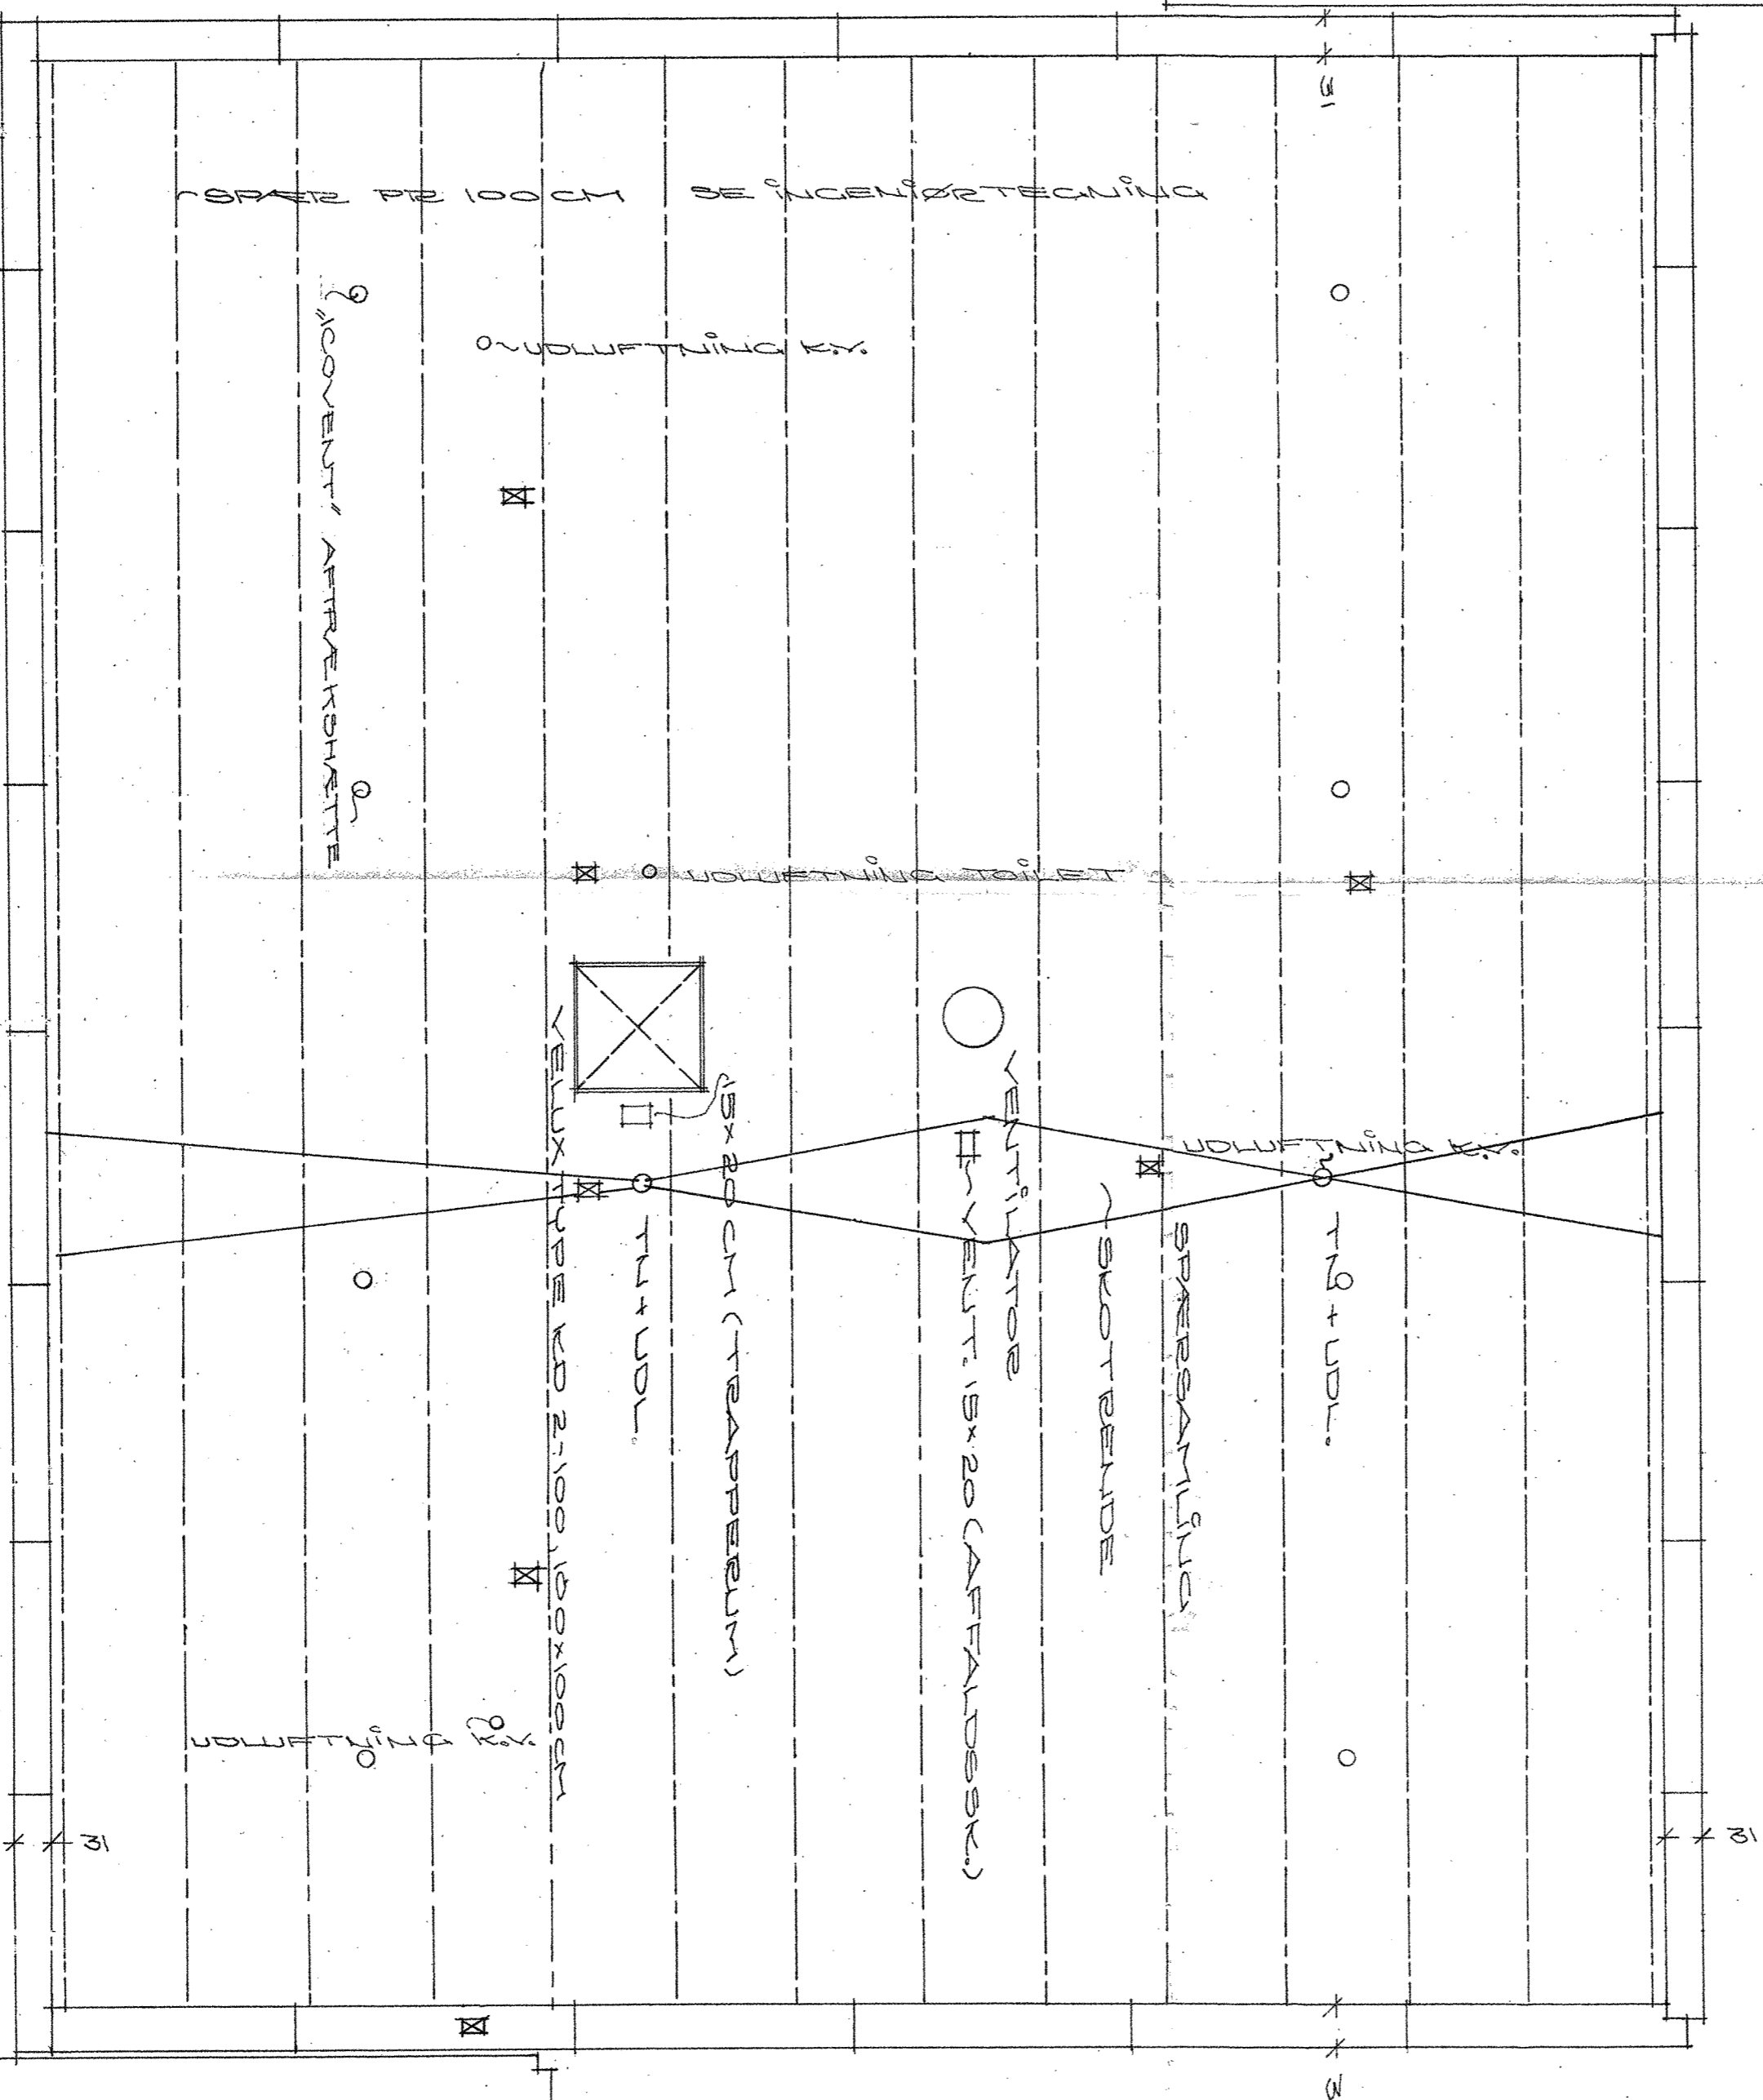 31
SPÆR PR 100 CM SE INGENIØRTEGNING
"ICOVENT" AFTRÆKSHÆTTE
UDLUFTNING K.V.
UDLUFTNING TOILET
VELUX TYPE KD 2-100, 100×100 CM
15×20 CM (TRAPPERUM)
VENTILATOR
UDLUFTNING K.V.
VENT. 15×20 (AFFALDSSK.)
SKOTRENDE
SPÆRSAMLING
TN + UDL.
TN + UDL.
UDLUFTNING K.V.
31
31